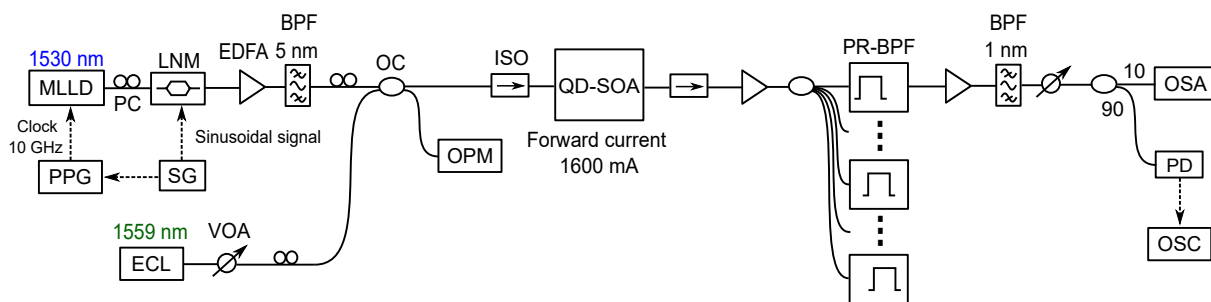 1530 nm
MLLD
PC
LNM
EDFA
BPF
5 nm
OC
ISO
QD-SOA
Forward current
1600 mA
PR-BPF
BPF
1 nm
10
90
OSA
Clock
10 GHz
Sinusoidal signal
PPG
SG
OPM
PD
OSC
1559 nm
VOA
ECL